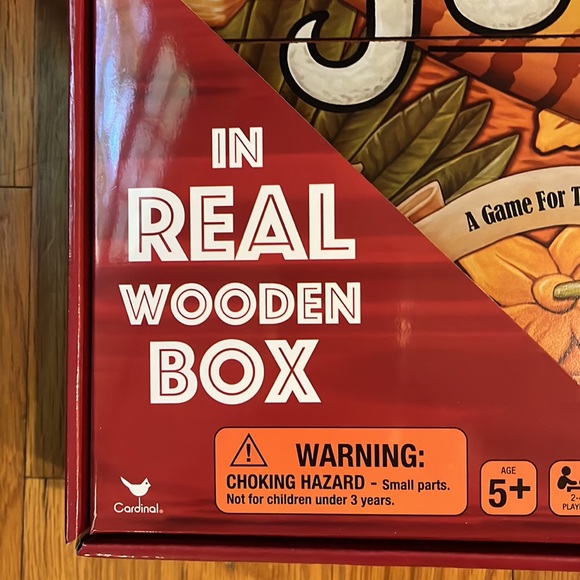 A Game For
IN
REAL
WOODEN
BOX
WARNING:
CHOKING HAZARD - Small parts.
Not for children under 3 years.
AGE
5+
Cardinal®